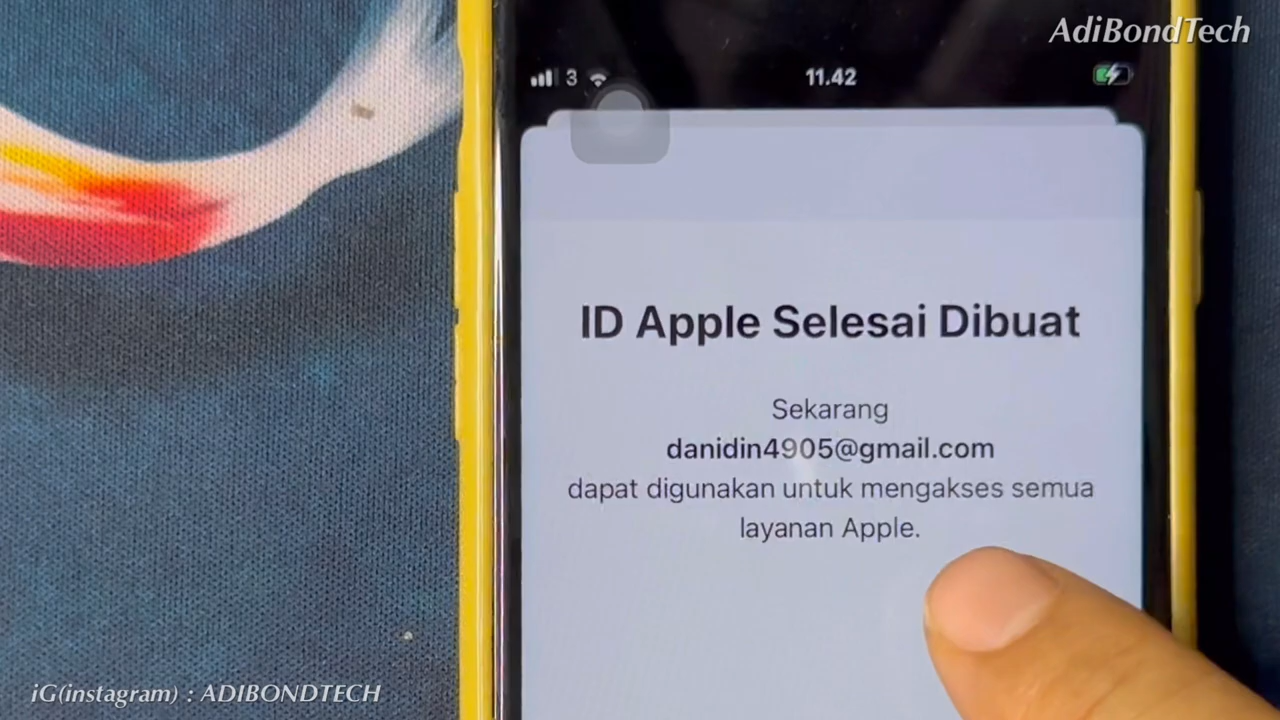 AdiBondTech
3 11.42
ID Apple Selesai Dibuat
Sekarang
danidin4905@gmail.com
dapat digunakan untuk mengakses semua
layanan Apple.
iG(instagram) : ADIBONDTECH